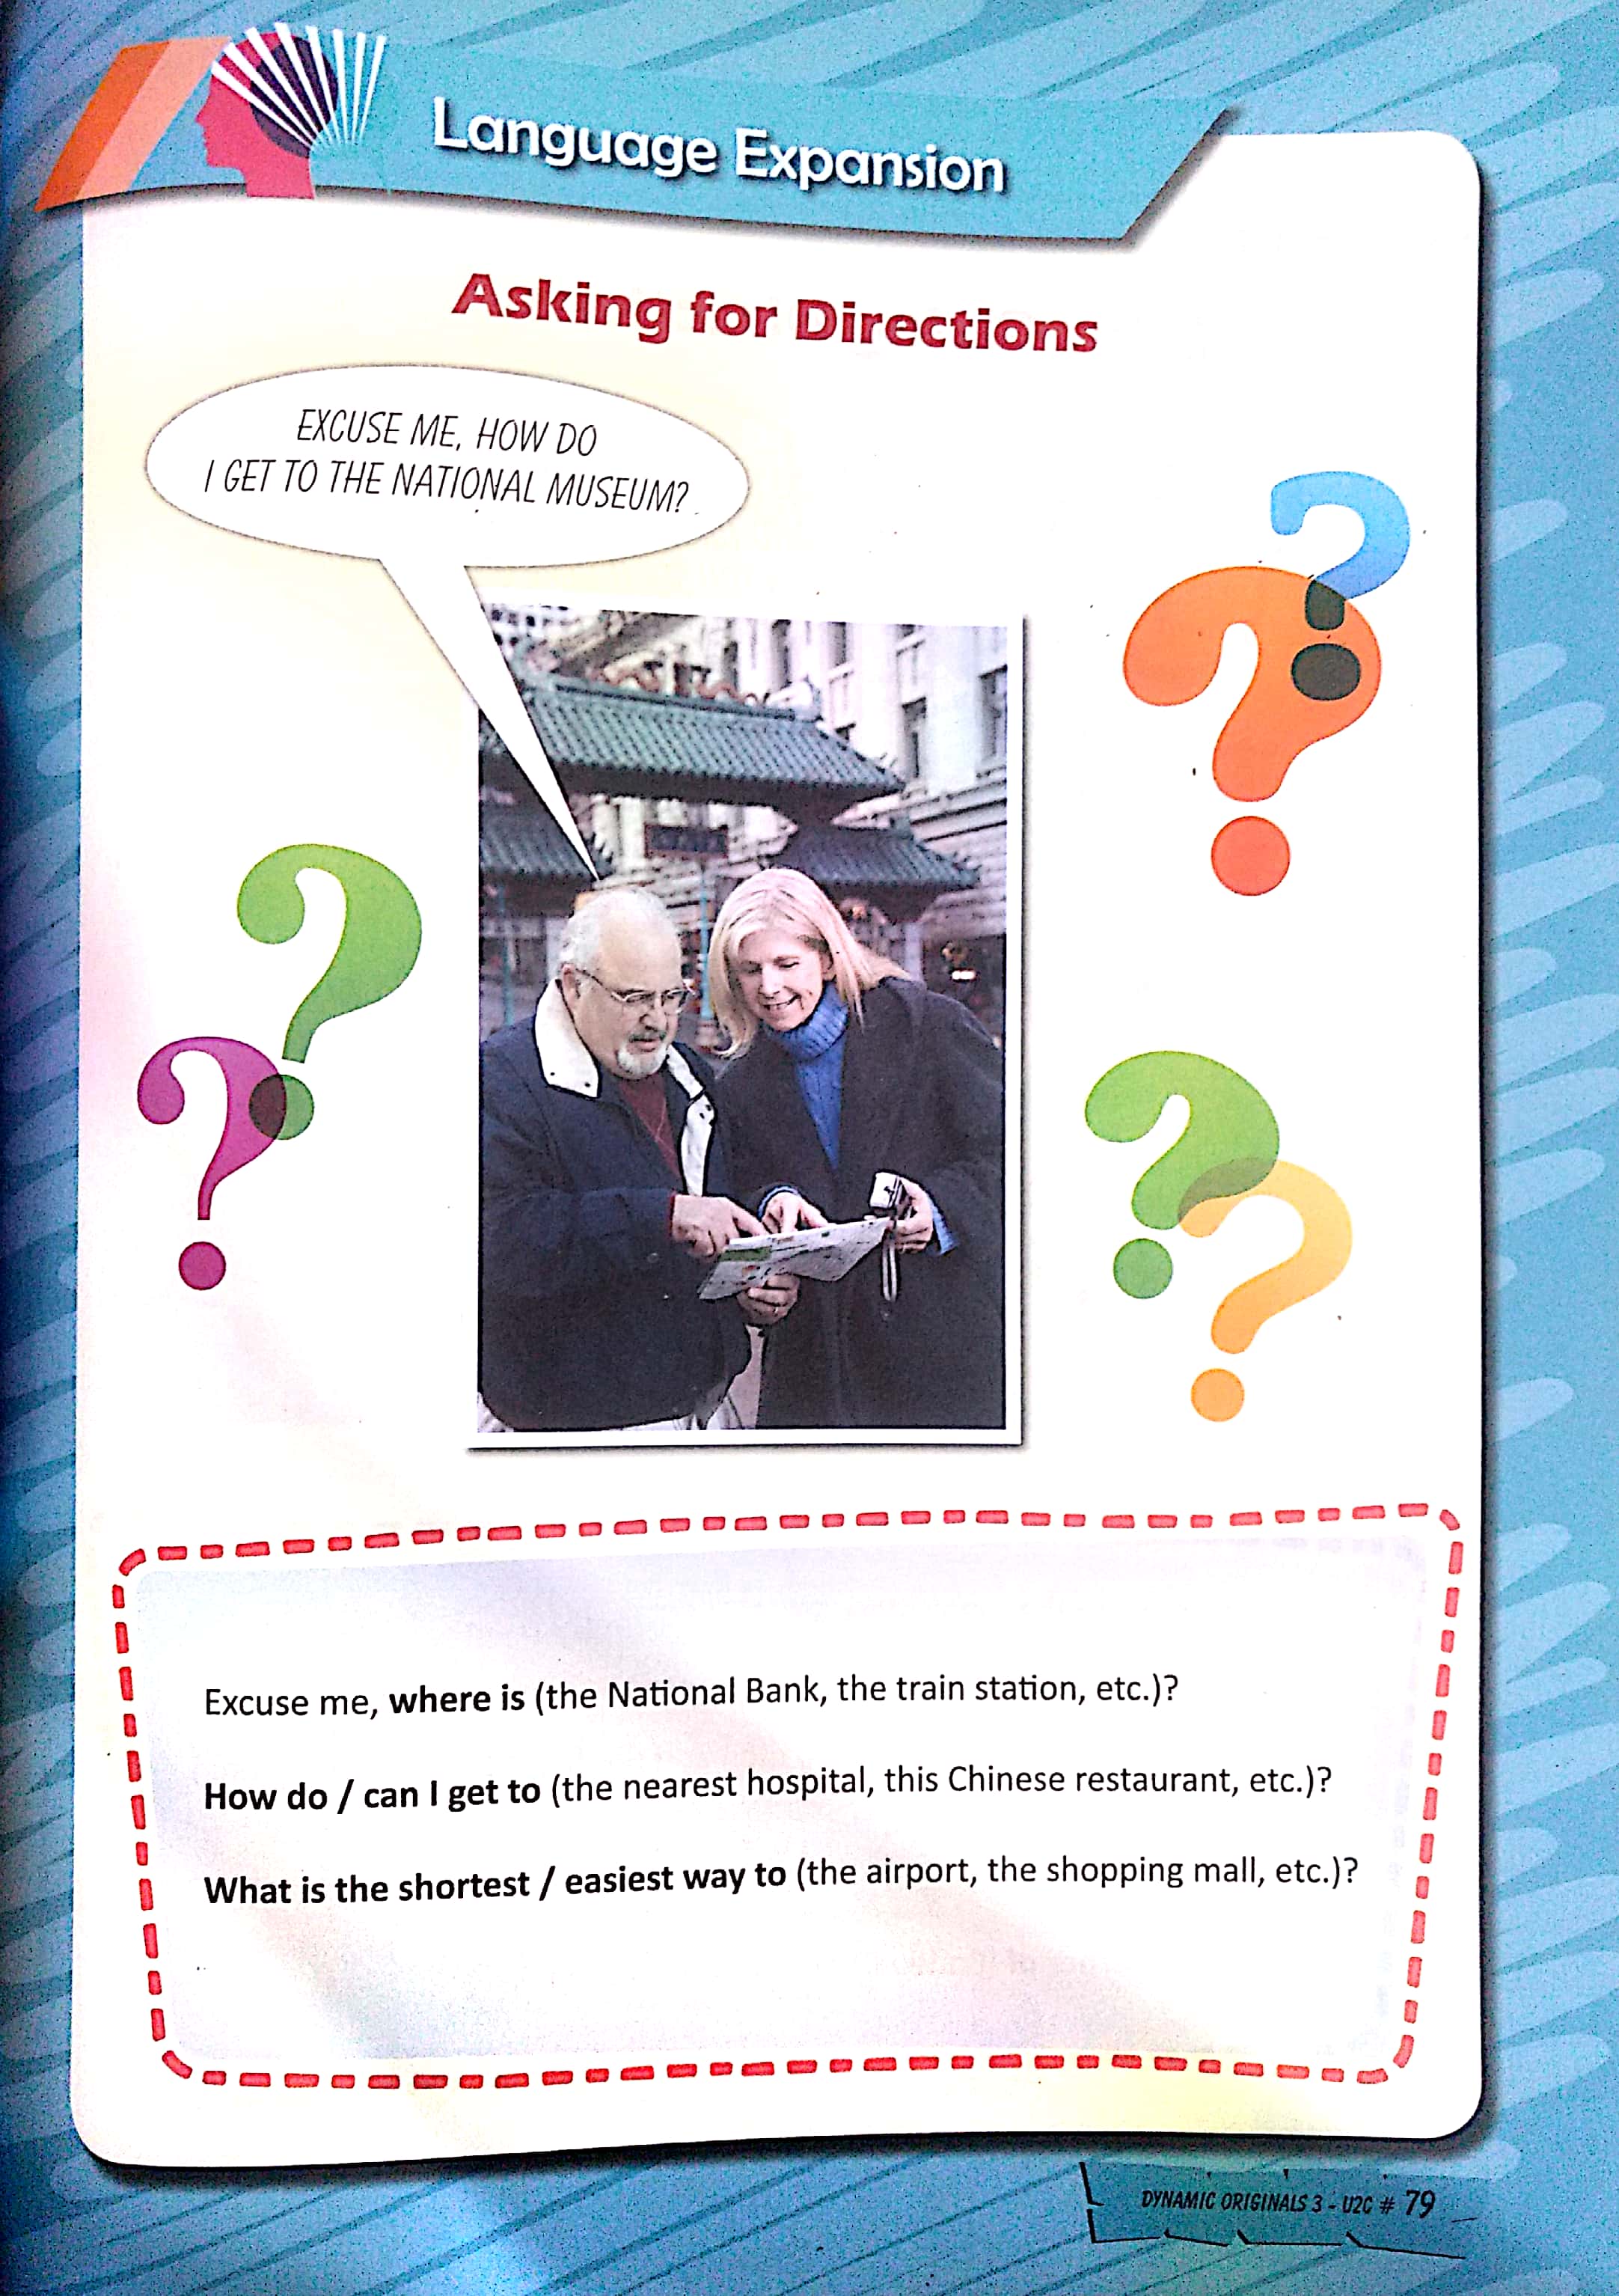 Language Expansion
Asking for Directions
EXCUSE ME, HOW DO
I GET TO THE NATIONAL MUSEUM?
Excuse me, where is (the National Bank, the train station, etc.)?
How do / can I get to (the nearest hospital, this Chinese restaurant, etc.)?
What is the shortest / easiest way to (the airport, the shopping mall, etc.)?
DYNAMIC ORIGINALS 3 - U2C # 79